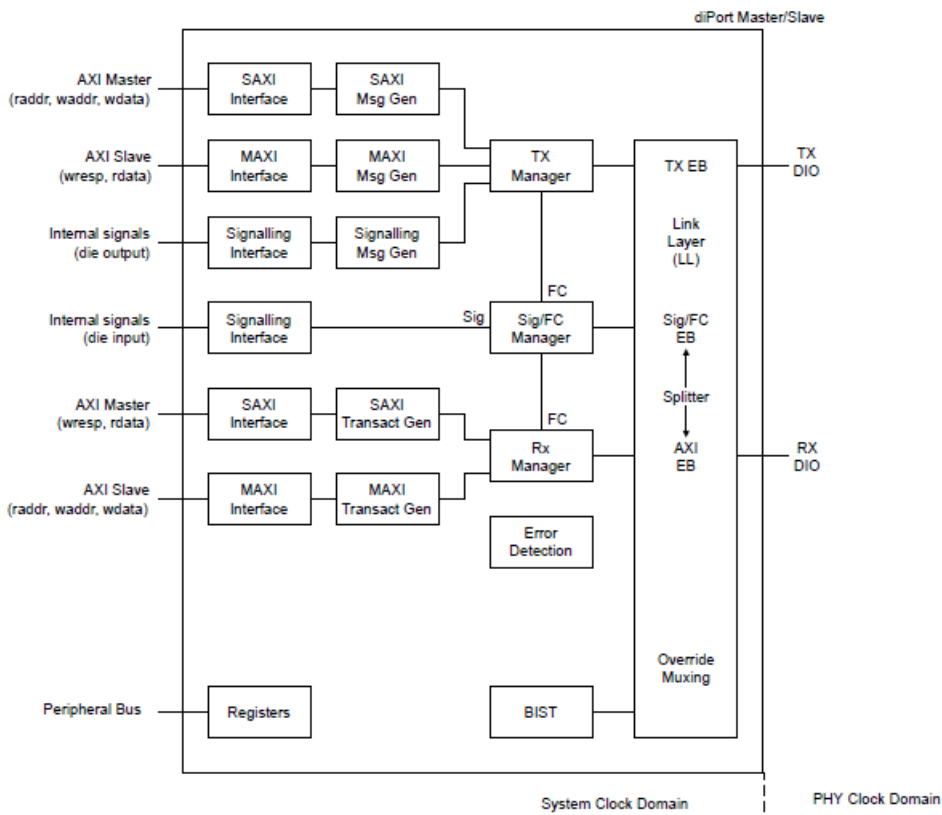 diPort Master/Slave
AXI Master
(raddr, waddr, wdata)
SAXI
Interface
SAXI
Msg Gen
AXI Slave
(wresp, rdata)
MAXI
Interface
MAXI
Msg Gen
TX
Manager
TX EB
TX
DIO
Internal signals
(die output)
Signalling
Interface
Signalling
Msg Gen
Link
Layer
(LL)
FC
Internal signals
(die input)
Signalling
Interface
Sig
Sig/FC
Manager
Sig/FC
EB
Splitter
AXI Master
(wresp, rdata)
SAXI
Interface
SAXI
Transact Gen
FC
Rx
Manager
AXI
EB
RX
DIO
AXI Slave
(raddr, waddr, wdata)
MAXI
Interface
MAXI
Transact Gen
Error
Detection
Override
Muxing
Peripheral Bus
Registers
BIST
System Clock Domain
PHY Clock Domain